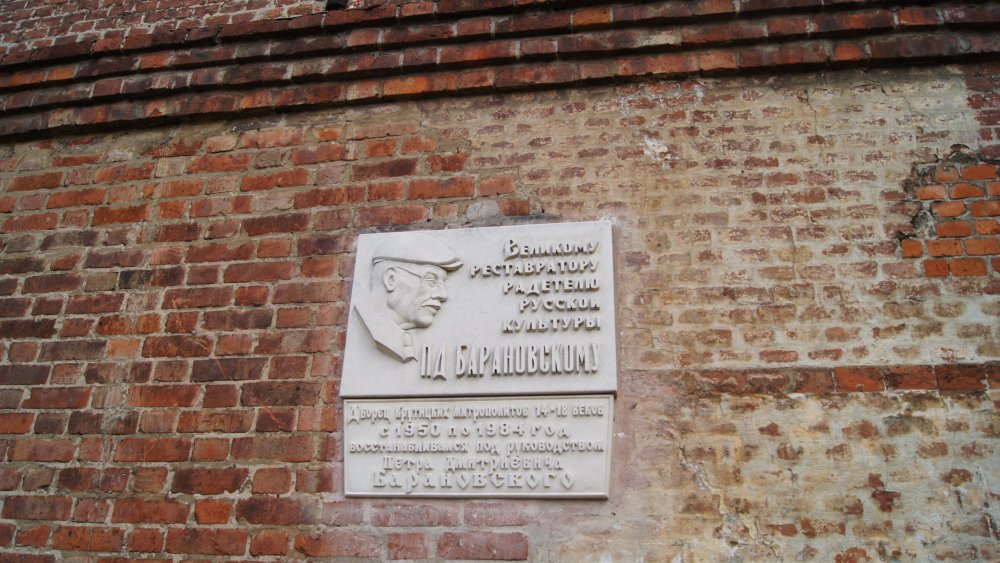 Великому
реставратору
радетелю
русской
культуры
ПД Барановскому
Дворец Крутицких митрополитов 14-18 веков
с 1950 по 1984 год
восстанавливался под руководством
Петра Дмитриевича
Барановского